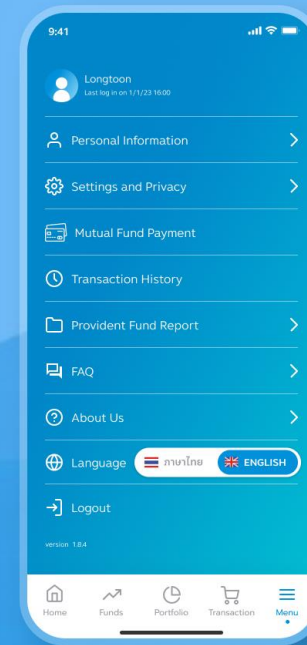 9:41
Longtoon
Last log in on 1/1/23 16:00
Personal Information
Settings and Privacy
Mutual Fund Payment
Transaction History
Provident Fund Report
FAQ
About Us
Language ภาษาไทย ENGLISH
Logout
version 1.8.4
Home Funds Portfolio Transaction Menu